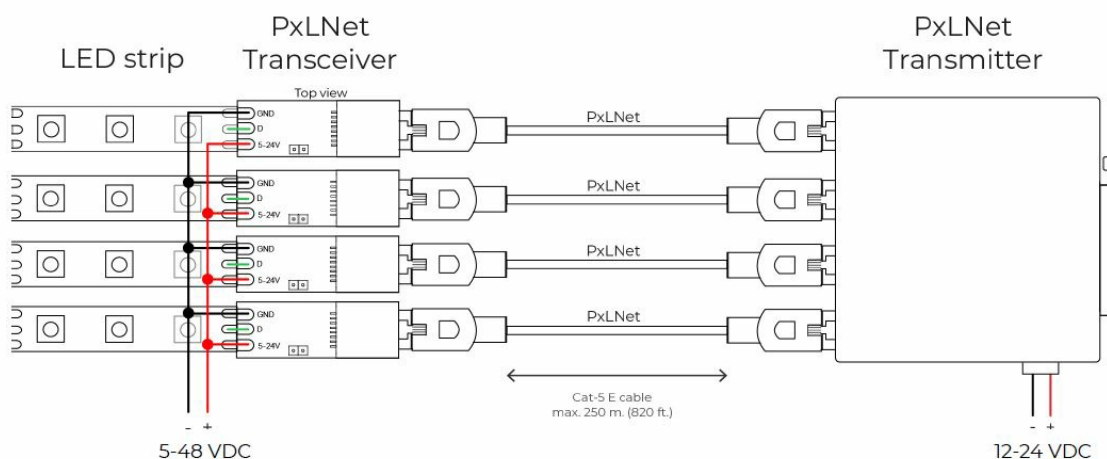 PxLNet
Transceiver
PxLNet
Transmitter
LED strip
Top view
GND
D
5-24V
PxLNet
GND
D
5-24V
PxLNet
GND
D
5-24V
PxLNet
GND
D
5-24V
PxLNet
Cat-5 E cable
max. 250 m. (820 ft.)
- +
5-48 VDC
- +
12-24 VDC